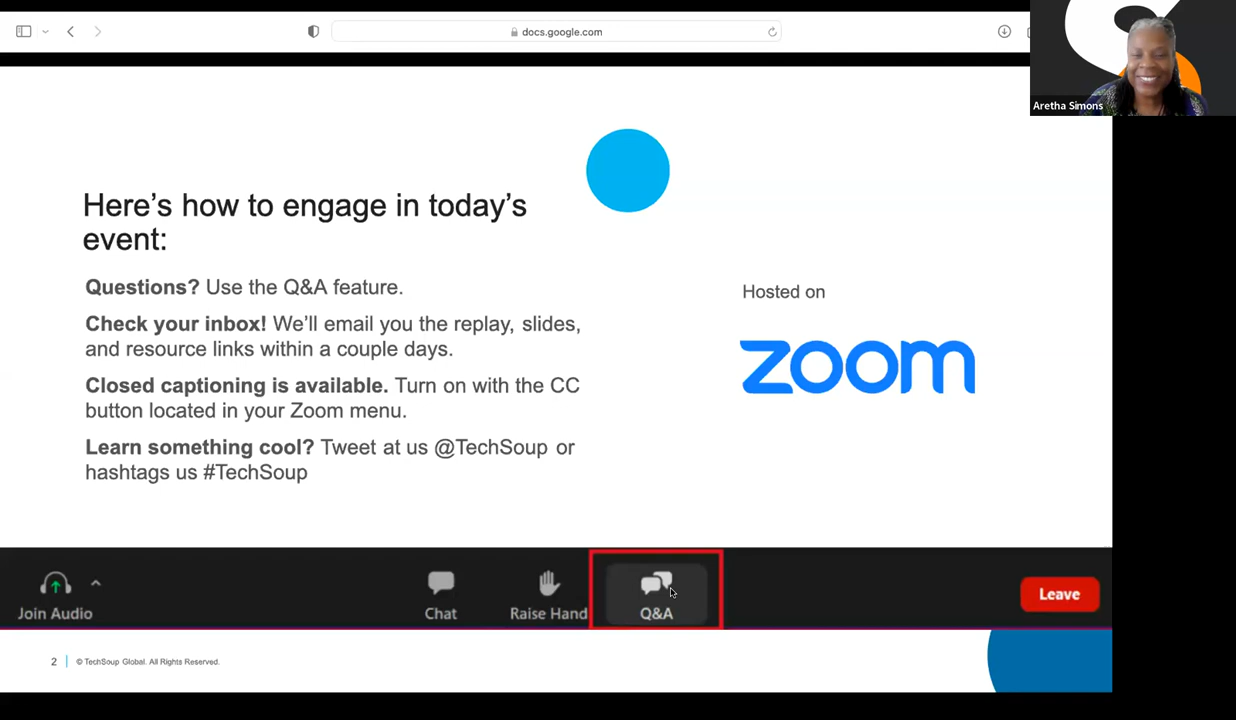 docs.google.com
Aretha Simons
Here's how to engage in today's
event:
Questions? Use the Q&A feature.
Check your inbox! We'll email you the replay, slides,
and resource links within a couple days.
Closed captioning is available. Turn on with the CC
button located in your Zoom menu.
Learn something cool? Tweet at us @TechSoup or
hashtags us #TechSoup
Hosted on
zoom
Join Audio
Chat
Raise Hand
Q&A
Leave
2
© TechSoup Global. All Rights Reserved.